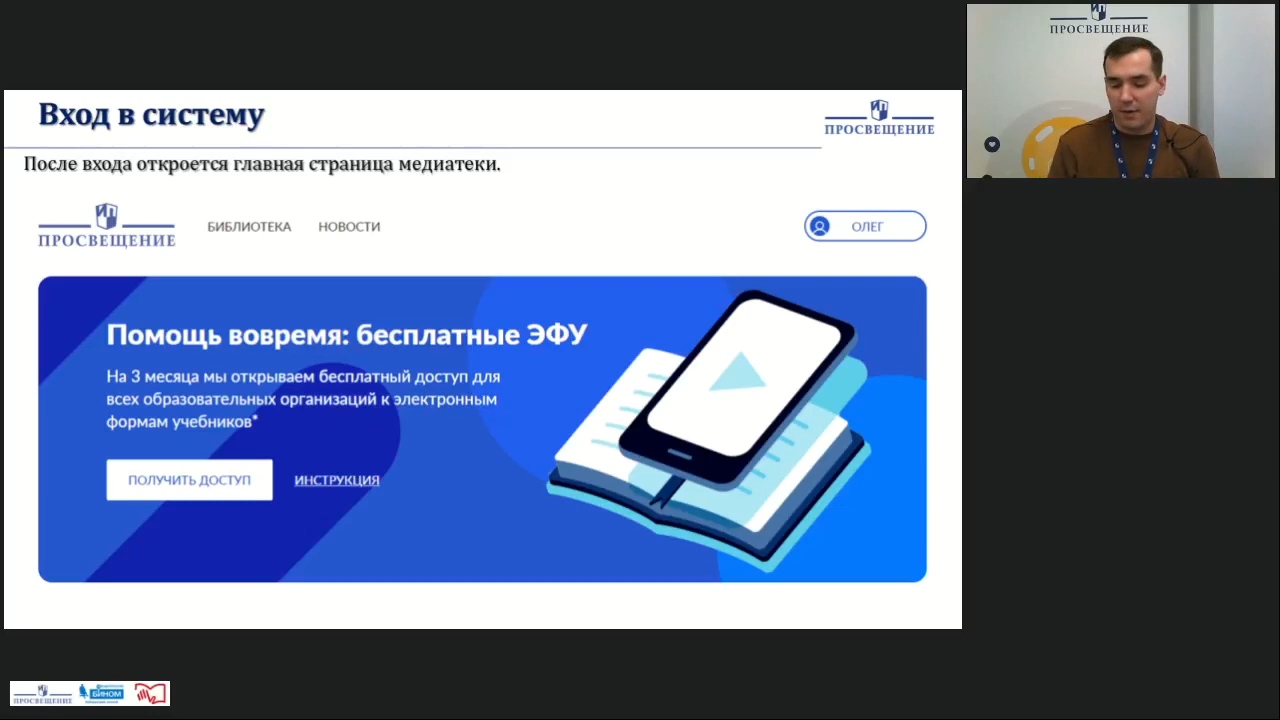 Вход в систему
ПРОСВЕЩЕНИЕ
После входа откроется главная страница медиатеки.
ПРОСВЕЩЕНИЕ
БИБЛИОТЕКА
НОВОСТИ
ОЛЕГ
Помощь вовремя: бесплатные ЭФУ
На 3 месяца мы открываем бесплатный доступ для
всех образовательных организаций к электронным
формам учебников*
ПОЛУЧИТЬ ДОСТУП
ИНСТРУКЦИЯ
ПРОСВЕЩЕНИЕ
ПРОСВЕЩЕНИЕ
БИНОМ